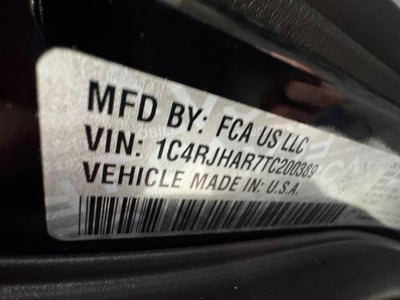 MFD BY: FCA US LLC
VIN: 1C4RJHAR7TC200389
VEHICLE MADE IN: U.S.A.